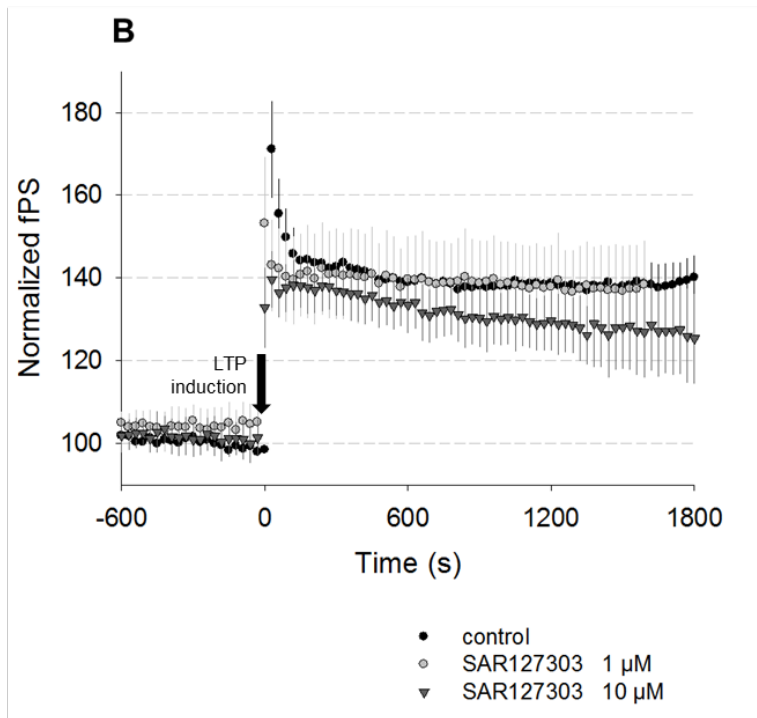 B
Normalized fPS
180
160
140
120
100
LTP
induction
-600 0 600 1200 1800
Time (s)
control
SAR127303 1 µM
SAR127303 10 µM